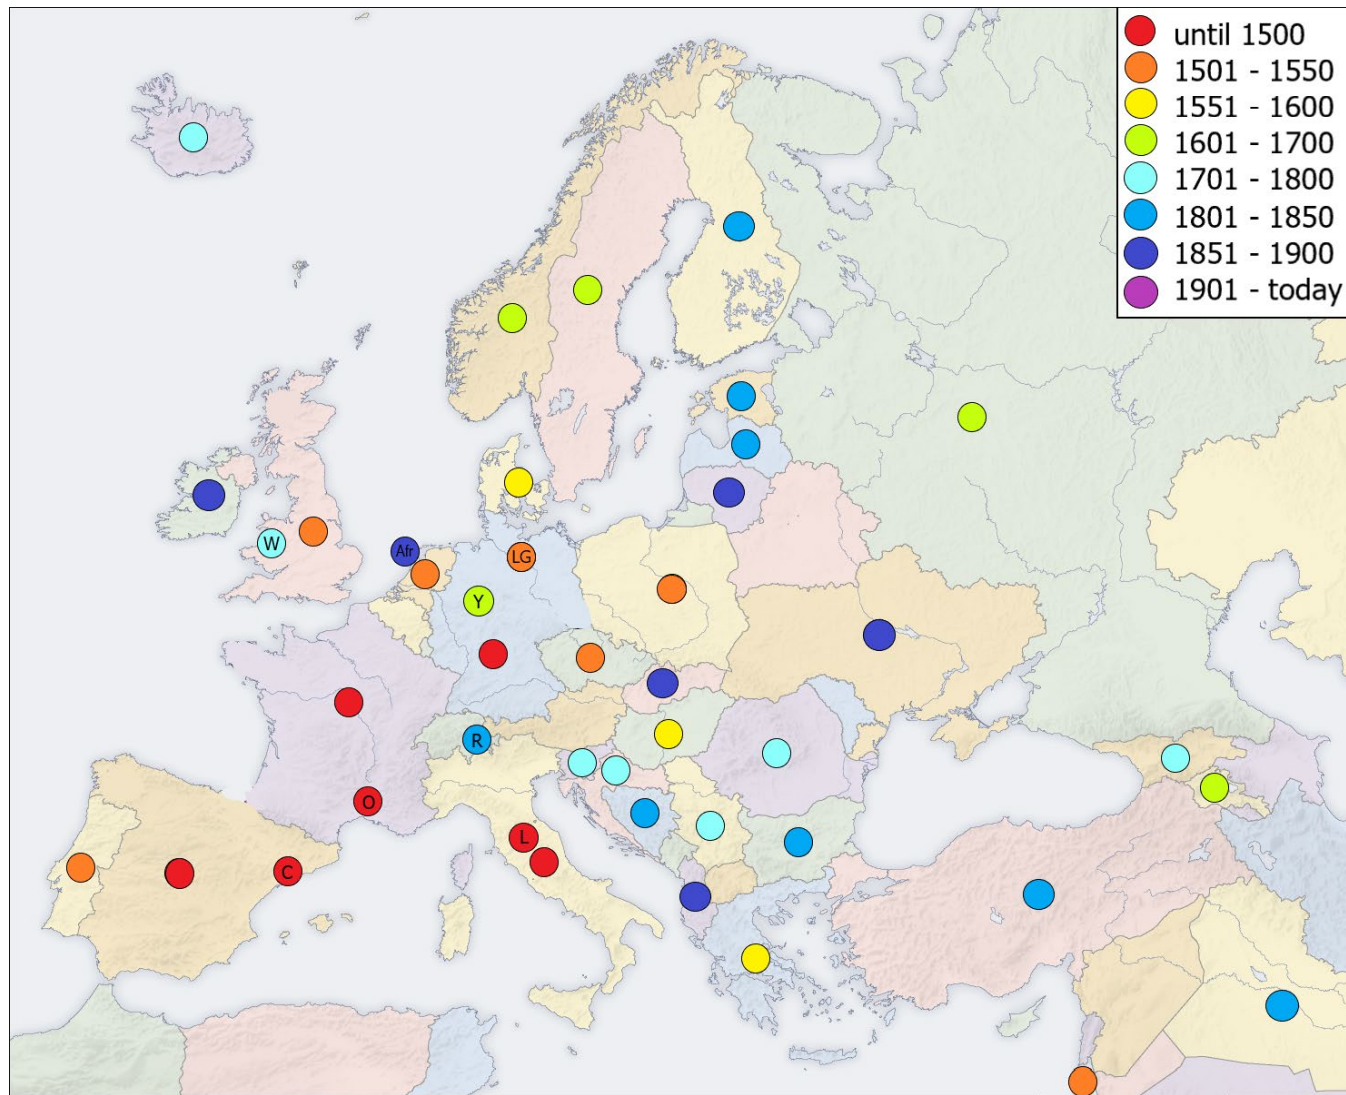 until 1500
1501 - 1550
1551 - 1600
1601 - 1700
1701 - 1800
1801 - 1850
1851 - 1900
1901 - today
W
Afr
LG
Y
R
O
L
C